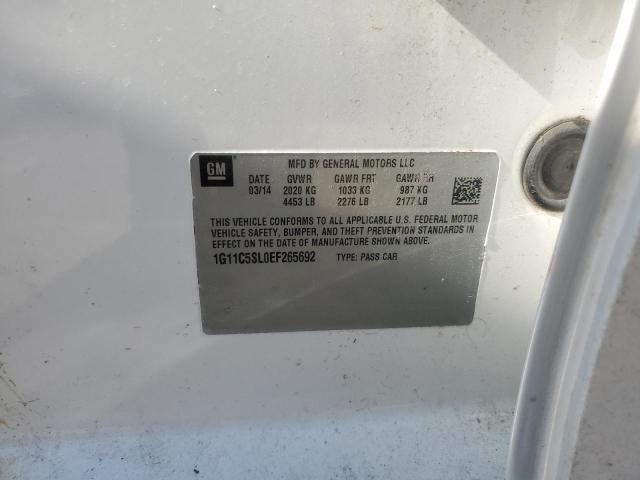 GM
MFD BY GENERAL MOTORS LLC
DATE GVWR GAWR FRT GAWR RR
03/14 2020 KG 1033 KG 987 KG
4453 LB 2276 LB 2177 LB
THIS VEHICLE CONFORMS TO ALL APPLICABLE U.S. FEDERAL MOTOR
VEHICLE SAFETY, BUMPER, AND THEFT PREVENTION STANDARDS IN
EFFECT ON THE DATE OF MANUFACTURE SHOWN ABOVE.
1G11C5SL0EF265692 TYPE: PASS CAR